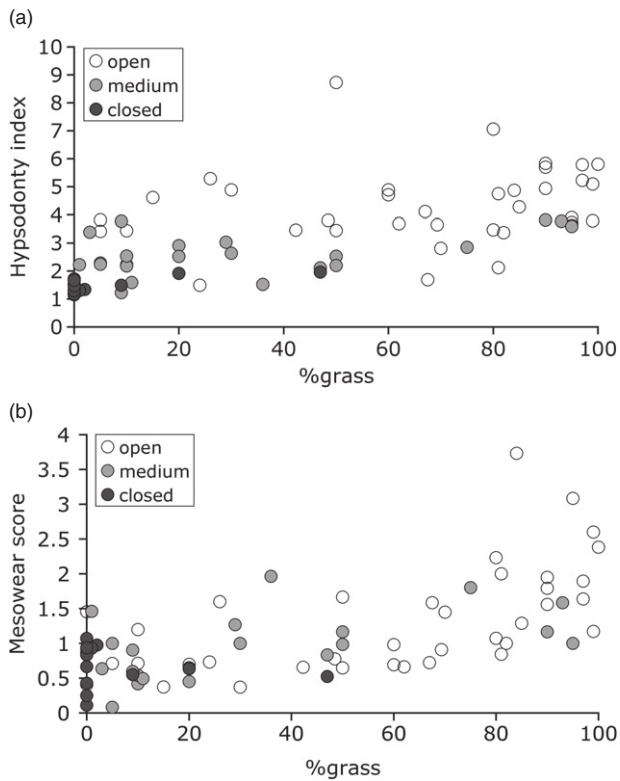 (a)
10
9
8
7
6
5
4
3
2
1
0
Hypsodonty index
open
medium
closed
0 20 40 60 80 100
%grass
(b)
4
3.5
3
2.5
2
1.5
1
0.5
0
Mesowear score
open
medium
closed
0 20 40 60 80 100
%grass